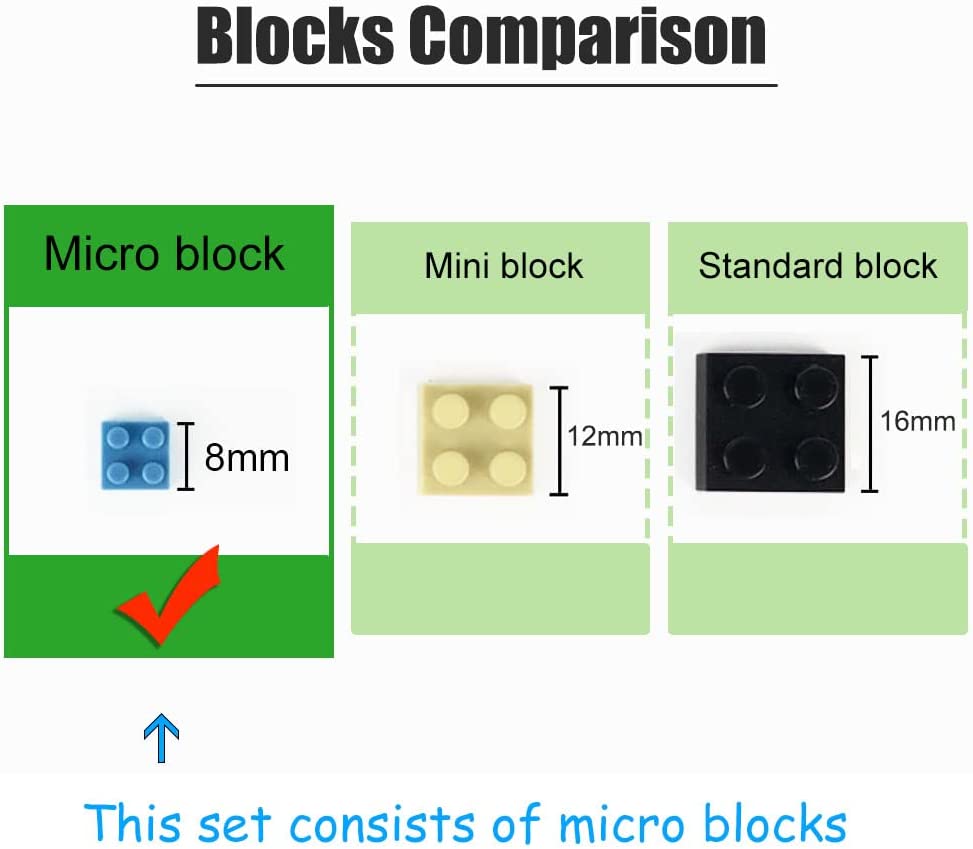 Blocks Comparison
Micro block
Mini block
Standard block
8mm
12mm
16mm
This set consists of micro blocks